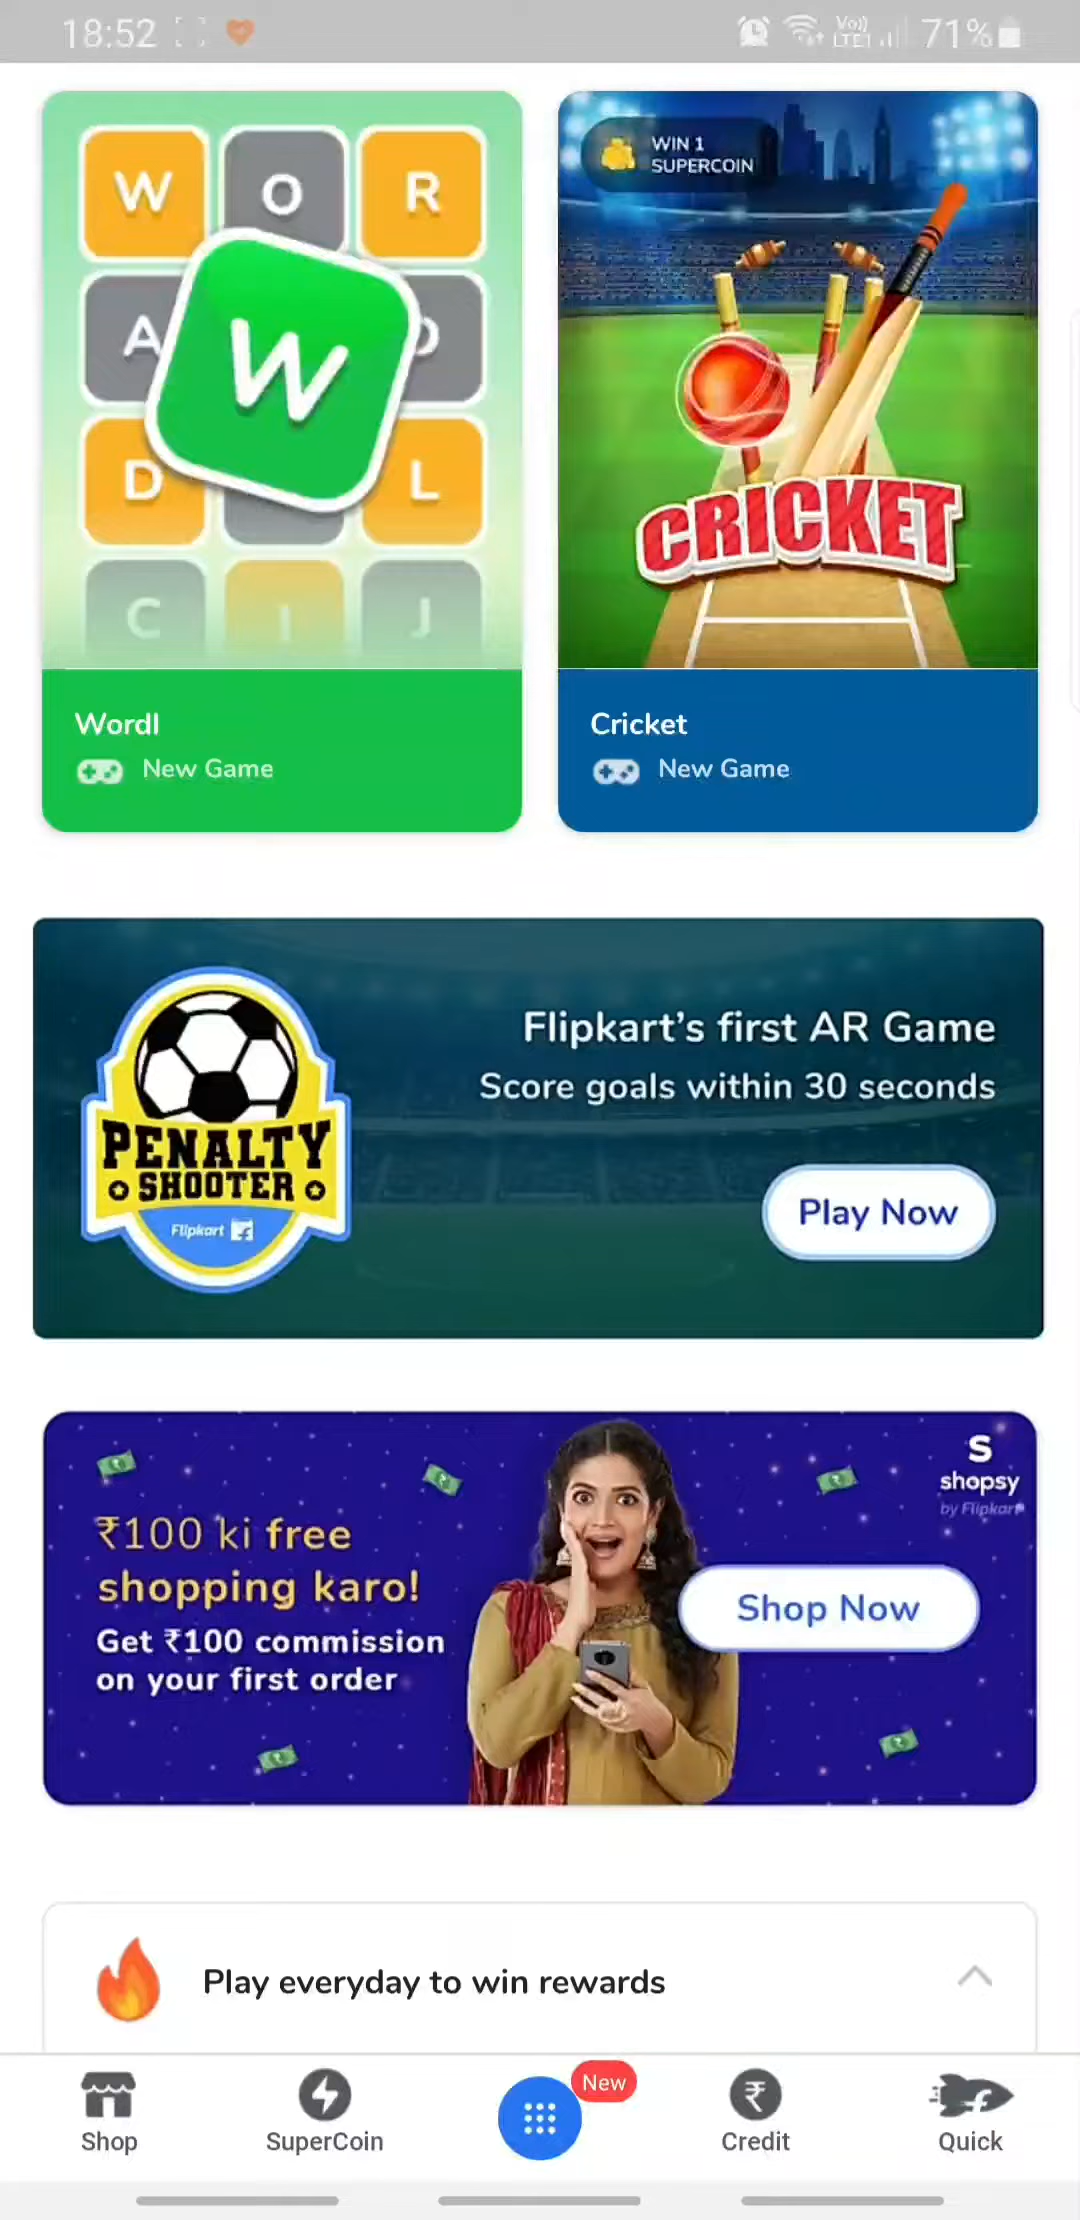 18:52
Vo))
LTE
71%
W O R
WIN 1
SUPERCOIN
A
W
D L
CRICKET
C I J
Wordl
Cricket
New Game
New Game
Flipkart’s first AR Game
Score goals within 30 seconds
PENALTY
SHOOTER
Flipkart
Play Now
S
shopsy
by Flipkart
₹100 ki free
shopping karo!
Get ₹100 commission
on your first order
Shop Now
Play everyday to win rewards
New
Shop
SuperCoin
Credit
Quick